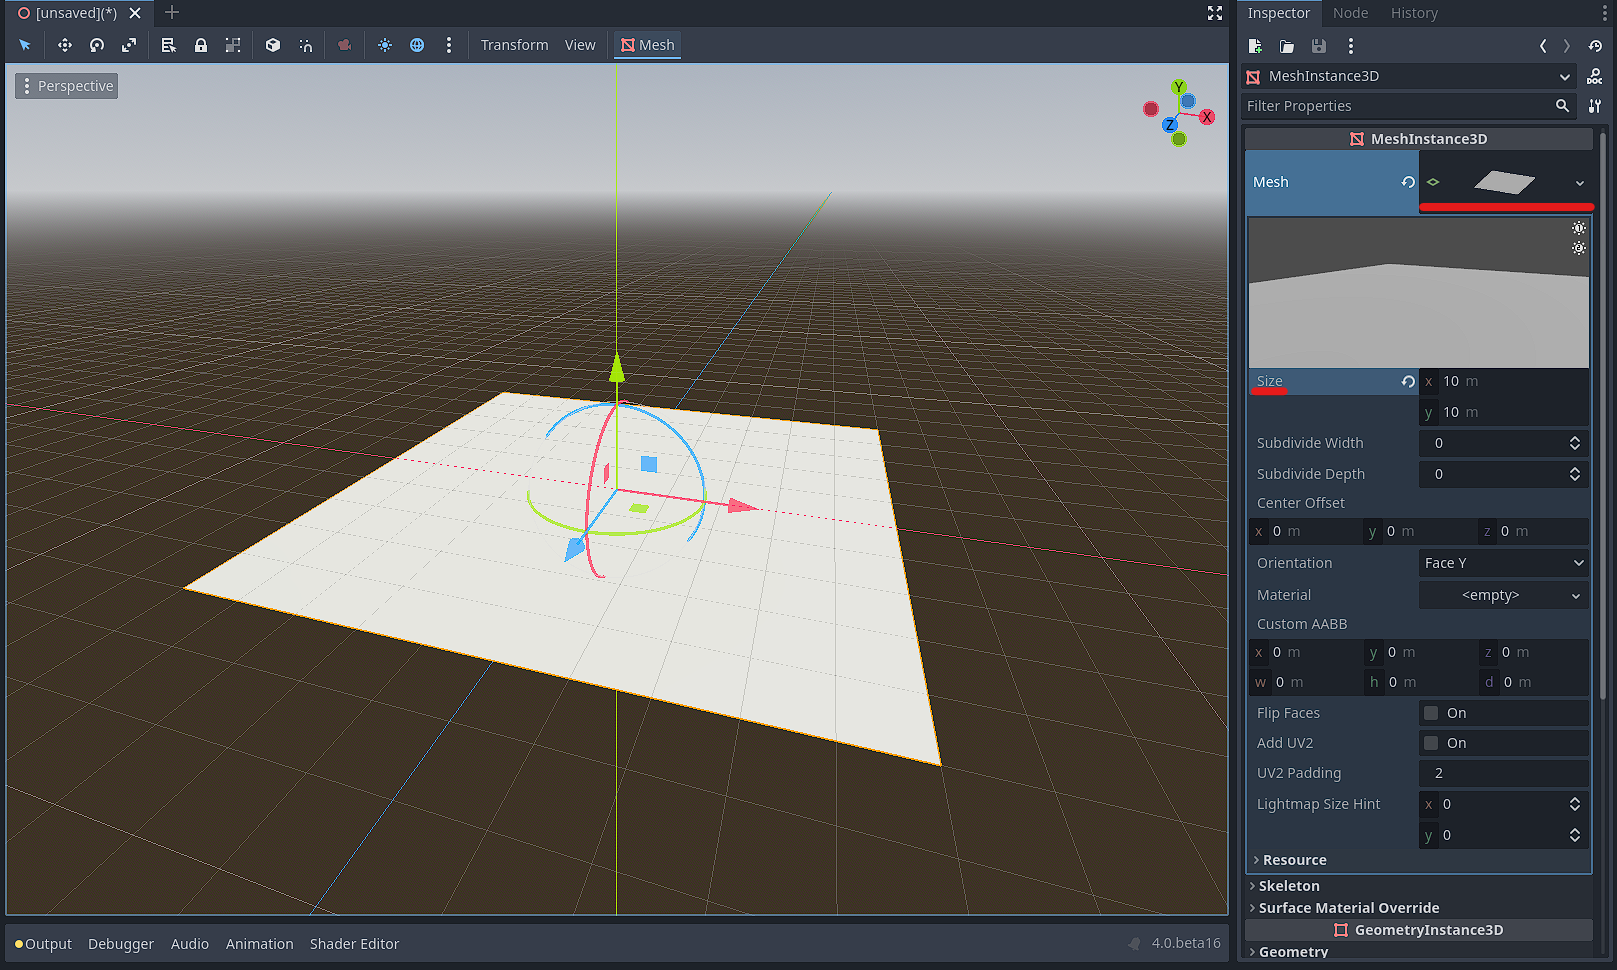 [unsaved](*)
Transform View Mesh
Perspective
Y
X
Z
Output Debugger Audio Animation Shader Editor 4.0.beta16
Inspector Node History
MeshInstance3D
DOC
Filter Properties
MeshInstance3D
Mesh
1
2
Size x 10 m
y 10 m
Subdivide Width 0
Subdivide Depth 0
Center Offset
x 0 m y 0 m z 0 m
Orientation Face Y
Material <empty>
Custom AABB
x 0 m y 0 m z 0 m
w 0 m h 0 m d 0 m
Flip Faces On
Add UV2 On
UV2 Padding 2
Lightmap Size Hint x 0
y 0
Resource
Skeleton
Surface Material Override
GeometryInstance3D
Geometry